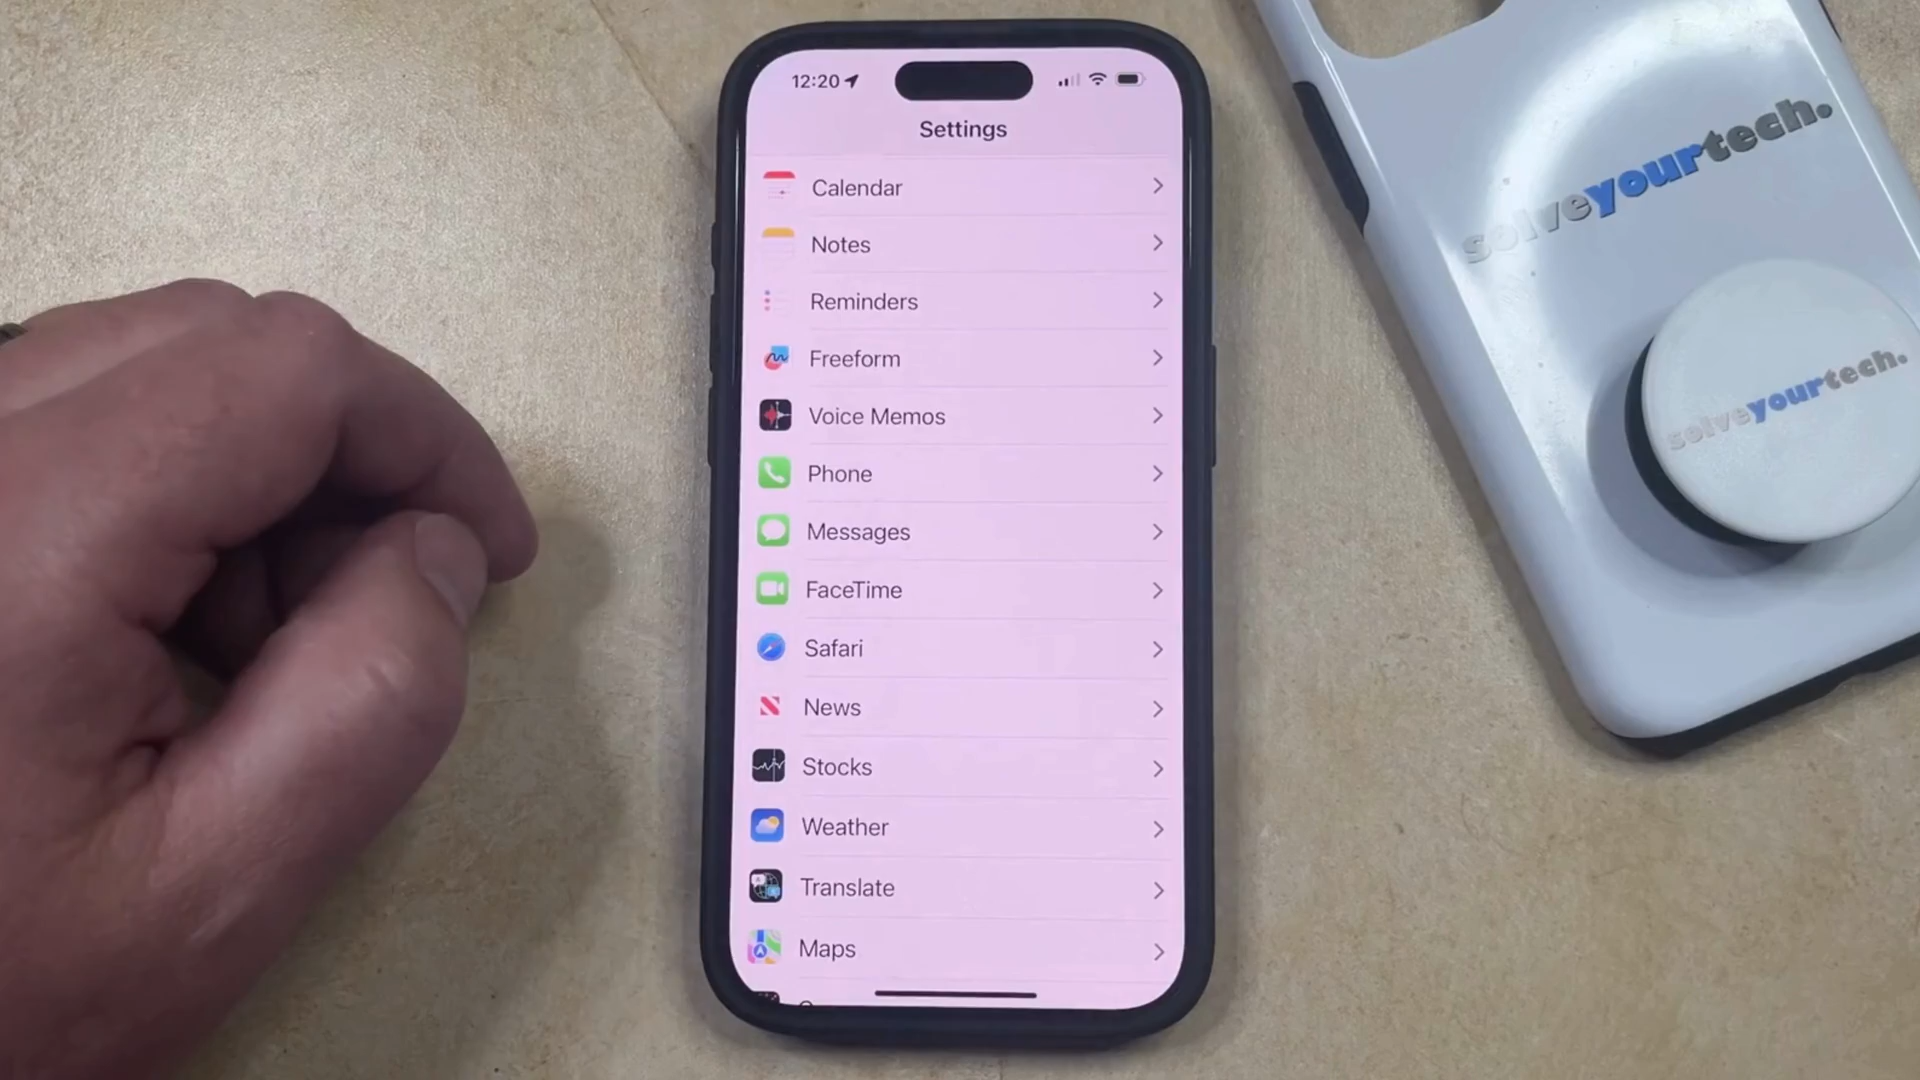 12:20
Settings
Calendar
Notes
Reminders
Freeform
Voice Memos
Phone
Messages
FaceTime
Safari
News
Stocks
Weather
Translate
Maps
solveyourtech.
solveyourtech.